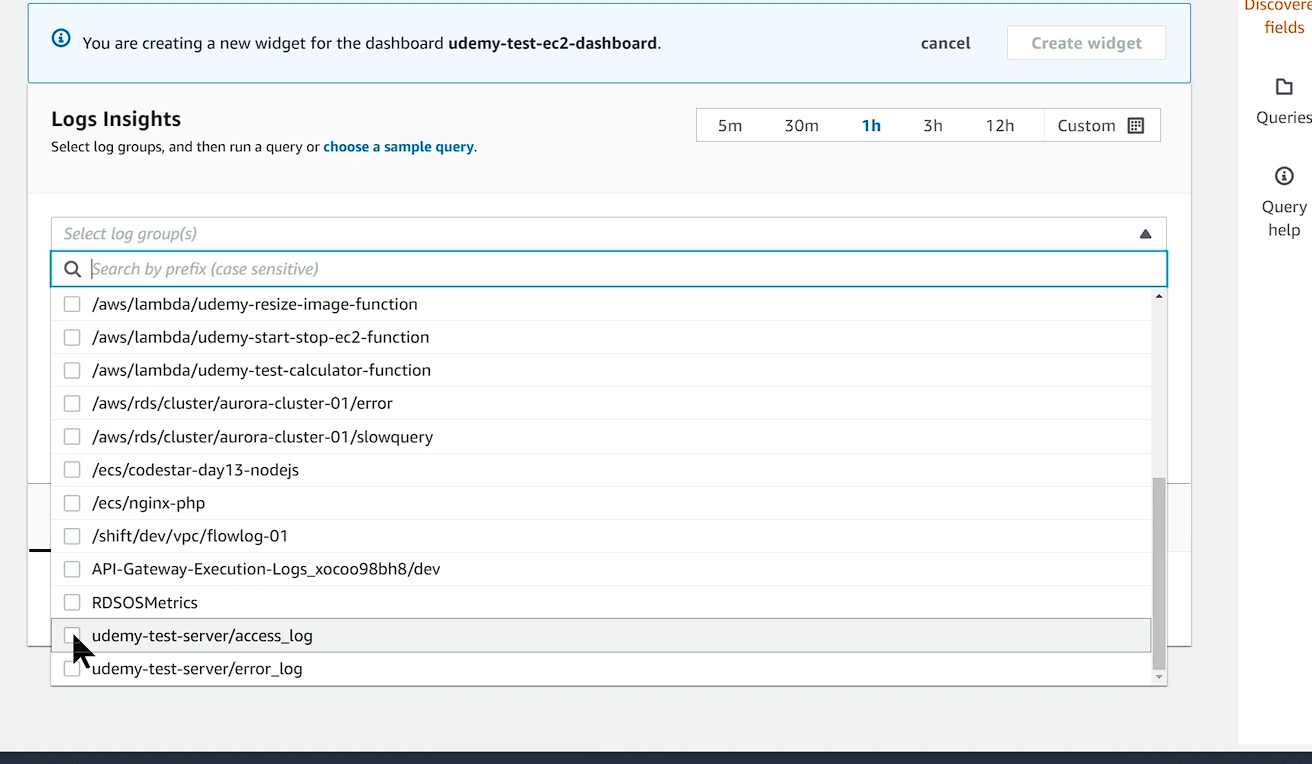 You are creating a new widget for the dashboard udemy-test-ec2-dashboard.
cancel
Create widget
Logs Insights
Select log groups, and then run a query or choose a sample query.
5m 30m 1h 3h 12h Custom
Select log group(s)
Search by prefix (case sensitive)
/aws/lambda/udemy-resize-image-function
/aws/lambda/udemy-start-stop-ec2-function
/aws/lambda/udemy-test-calculator-function
/aws/rds/cluster/aurora-cluster-01/error
/aws/rds/cluster/aurora-cluster-01/slowquery
/ecs/codestar-day13-nodejs
/ecs/nginx-php
/shift/dev/vpc/flowlog-01
API-Gateway-Execution-Logs_xocoo98bh8/dev
RDSOSMetrics
udemy-test-server/access_log
udemy-test-server/error_log
Discovere
fields
Queries
Query
help